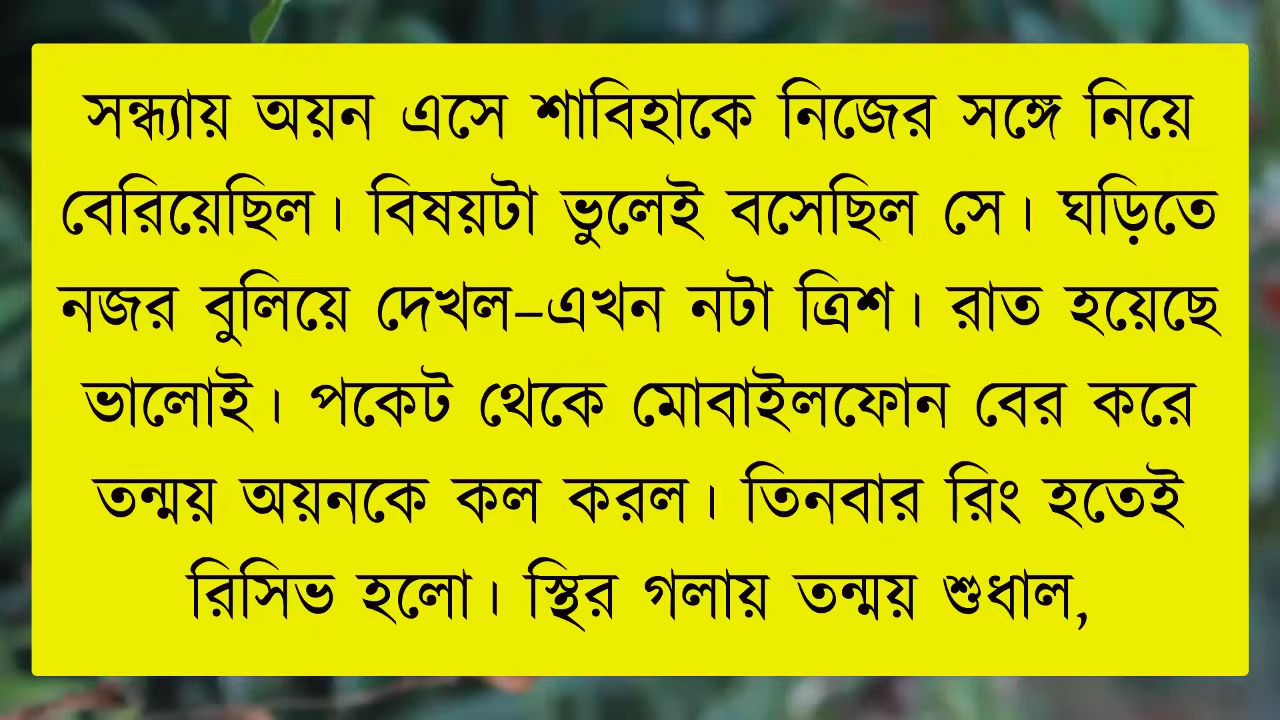 সন্ধ্যায় অয়ন এসে শাবিহাকে নিজের সঙ্গে নিয়ে
বেরিয়েছিল। বিষয়টা ভুলেই বসেছিল সে। ঘড়িতে
নজর বুলিয়ে দেখল–এখন নটা ত্রিশ। রাত হয়েছে
ভালোই। পকেট থেকে মোবাইলফোন বের করে
তন্ময় অয়নকে কল করল। তিনবার রিং হতেই
রিসিভ হলো। স্থির গলায় তন্ময় শুধাল,